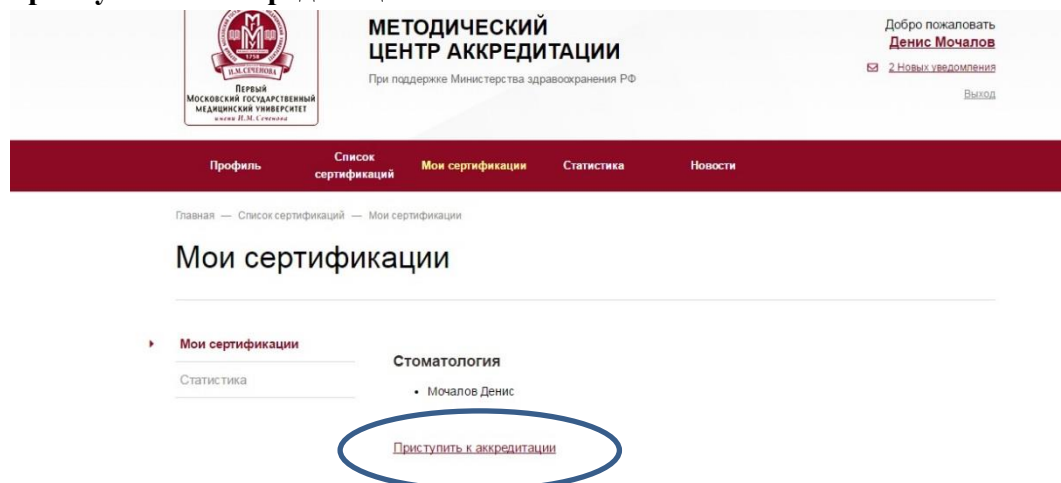 МЕТОДИЧЕСКИЙ
ЦЕНТР АККРЕДИТАЦИИ
При поддержке Министерства здравоохранения РФ
1758
И.М. СЕЧЕНОВА
Первый
Московский государственный
медицинский университет
имени И.М. Сеченова
Добро пожаловать
Денис Мочалов
2 Новых уведомления
Выход
Профиль
Список
сертификаций
Мои сертификации
Статистика
Новости
Главная — Список сертификаций — Мои сертификации
Мои сертификации
Мои сертификации
Статистика
Стоматология
• Мочалов Денис
Приступить к аккредитации